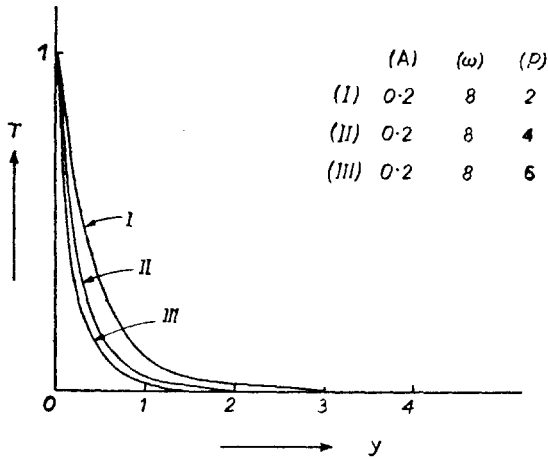 (A) (ω) (P)
(I) 0·2 8 2
(II) 0·2 8 4
(III) 0·2 8 6
1
T
I
II
III
0 1 2 3 4
y